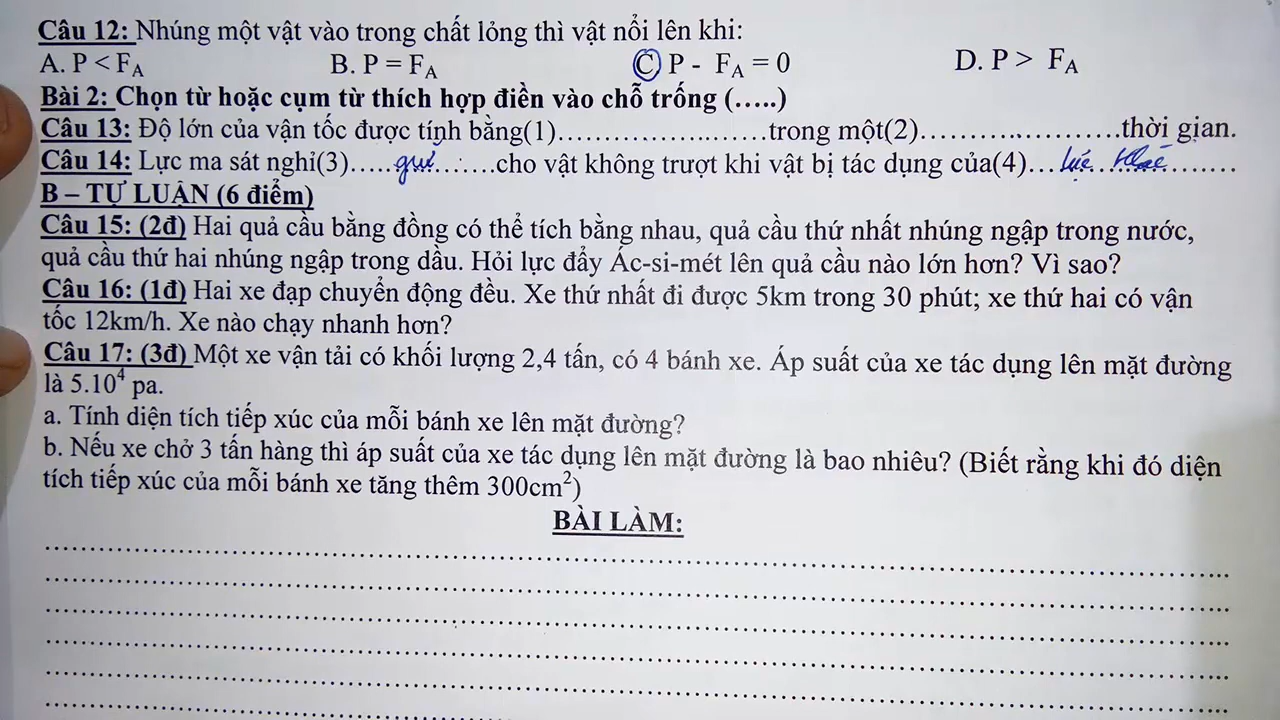 Câu 12: Nhúng một vật vào trong chất lỏng thì vật nổi lên khi:
A. P < FA B. P = FA C P - FA = 0 D. P > FA
Bài 2: Chọn từ hoặc cụm từ thích hợp điền vào chỗ trống (…..)
Câu 13: Độ lớn của vận tốc được tính bằng(1)……………………trong một(2)……………………thời gian.
Câu 14: Lực ma sát nghỉ(3)…..giữ……..cho vật không trượt khi vật bị tác dụng của(4)…lực khác………
B – TỰ LUẬN (6 điểm)
Câu 15: (2đ) Hai quả cầu bằng đồng có thể tích bằng nhau, quả cầu thứ nhất nhúng ngập trong nước,
quả cầu thứ hai nhúng ngập trong dầu. Hỏi lực đẩy Ác-si-mét lên quả cầu nào lớn hơn? Vì sao?
Câu 16: (1đ) Hai xe đạp chuyển động đều. Xe thứ nhất đi được 5km trong 30 phút; xe thứ hai có vận
tốc 12km/h. Xe nào chạy nhanh hơn?
Câu 17: (3đ) Một xe vận tải có khối lượng 2,4 tấn, có 4 bánh xe. Áp suất của xe tác dụng lên mặt đường
là 5.10⁴ pa.
a. Tính diện tích tiếp xúc của mỗi bánh xe lên mặt đường?
b. Nếu xe chở 3 tấn hàng thì áp suất của xe tác dụng lên mặt đường là bao nhiêu? (Biết rằng khi đó diện
tích tiếp xúc của mỗi bánh xe tăng thêm 300cm²)
BÀI LÀM: